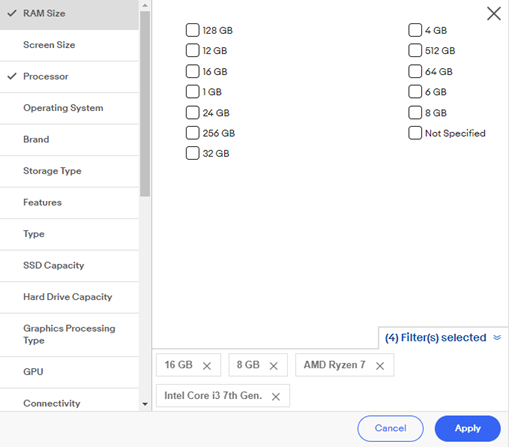 RAM Size
Screen Size
Processor
Operating System
Brand
Storage Type
Features
Type
SSD Capacity
Hard Drive Capacity
Graphics Processing
Type
GPU
Connectivity
128 GB
12 GB
16 GB
1 GB
24 GB
256 GB
32 GB
4 GB
512 GB
64 GB
6 GB
8 GB
Not Specified
(4) Filter(s) selected
16 GB
8 GB
AMD Ryzen 7
Intel Core i3 7th Gen.
Cancel
Apply